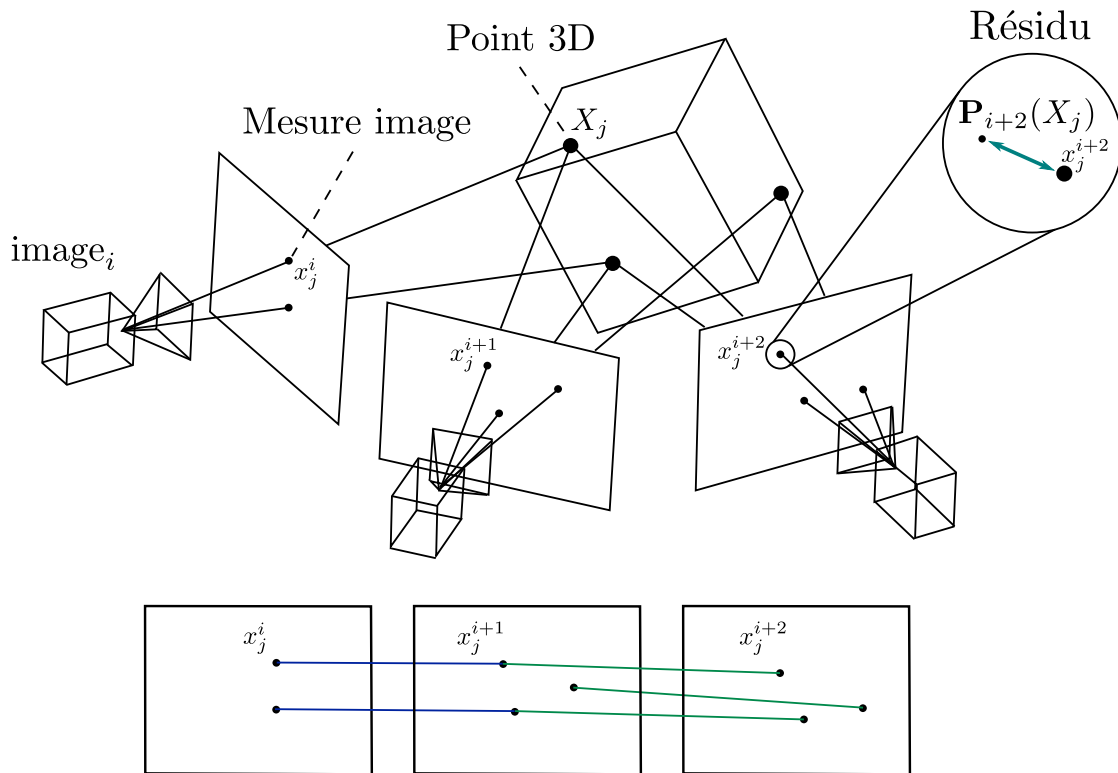 Résidu
Point 3D
Mesure image
X_j
𝐏_{i+2}(X_j)
x_j^{i+2}
image_i
x_j^i
x_j^{i+1}
x_j^{i+2}
x_j^i
x_j^{i+1}
x_j^{i+2}